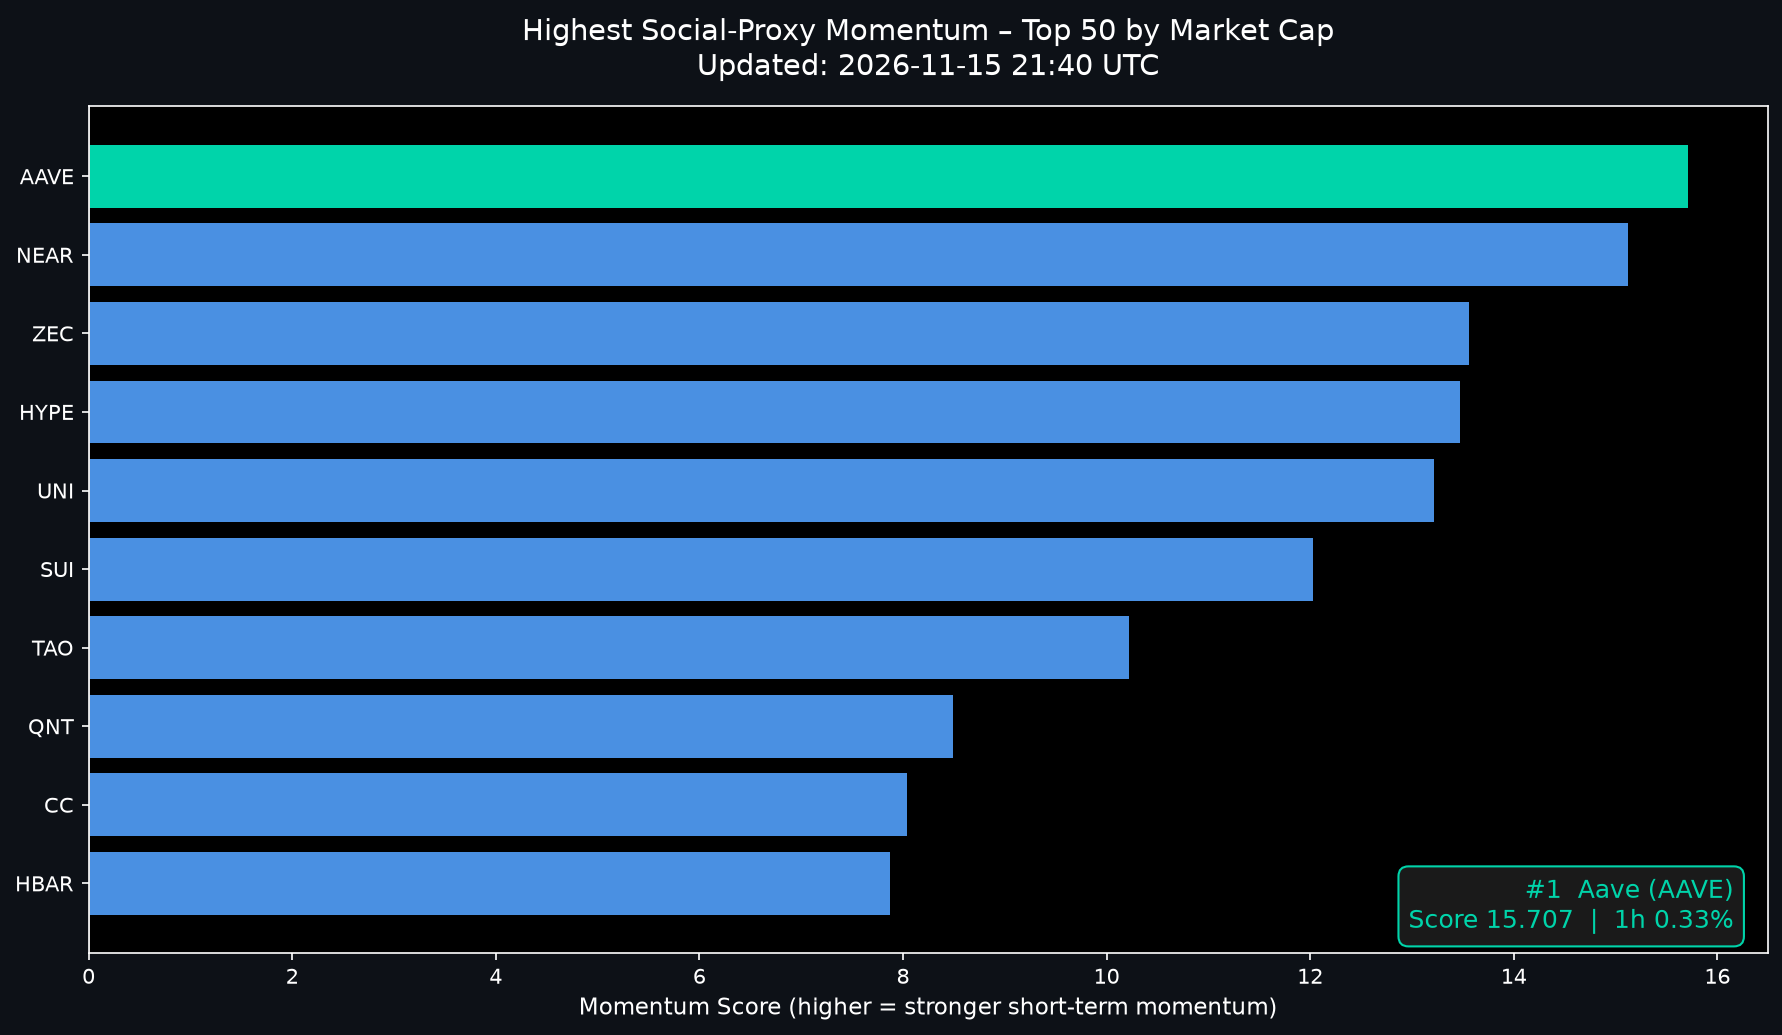 Highest Social-Proxy Momentum – Top 50 by Market Cap
Updated: 2026-11-15 21:40 UTC
AAVE
NEAR
ZEC
HYPE
UNI
SUI
TAO
QNT
CC
HBAR
#1  Aave (AAVE)
Score 15.707  |  1h 0.33%
0 2 4 6 8 10 12 14 16
Momentum Score (higher = stronger short-term momentum)